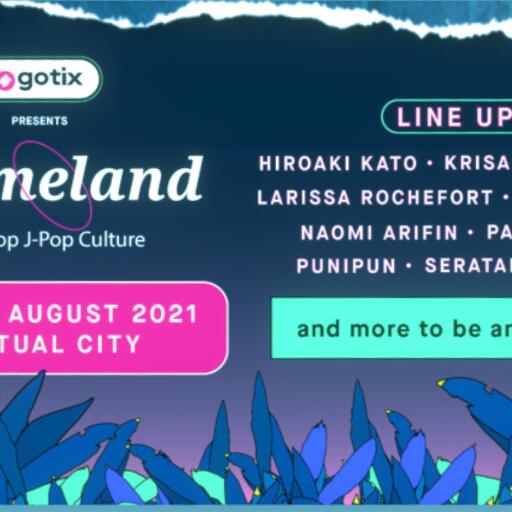 gotix
PRESENTS
meland
op J-Pop Culture
AUGUST 2021
TUAL CITY
LINE UP
HIROAKI KATO • KRISA
LARISSA ROCHEFORT •
NAOMI ARIFIN • PA
PUNIPUN • SERATA
and more to be an